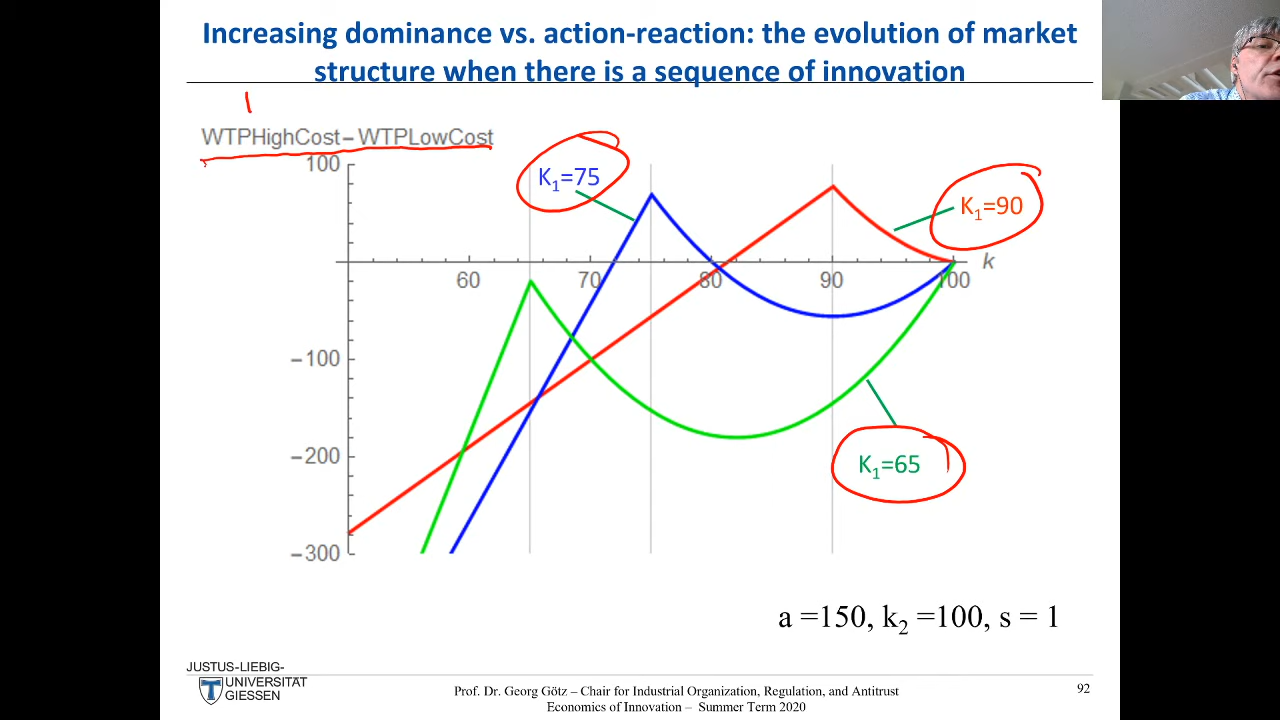 Increasing dominance vs. action-reaction: the evolution of market
structure when there is a sequence of innovation
WTPHighCost−WTPLowCost
100
K1=75
K1=90
k
60
70
80
90
100
−100
−200
K1=65
−300
a =150, k2 =100, s = 1
JUSTUS-LIEBIG-
UNIVERSITÄT
GIESSEN
Prof. Dr. Georg Götz – Chair for Industrial Organization, Regulation, and Antitrust
Economics of Innovation – Summer Term 2020
92